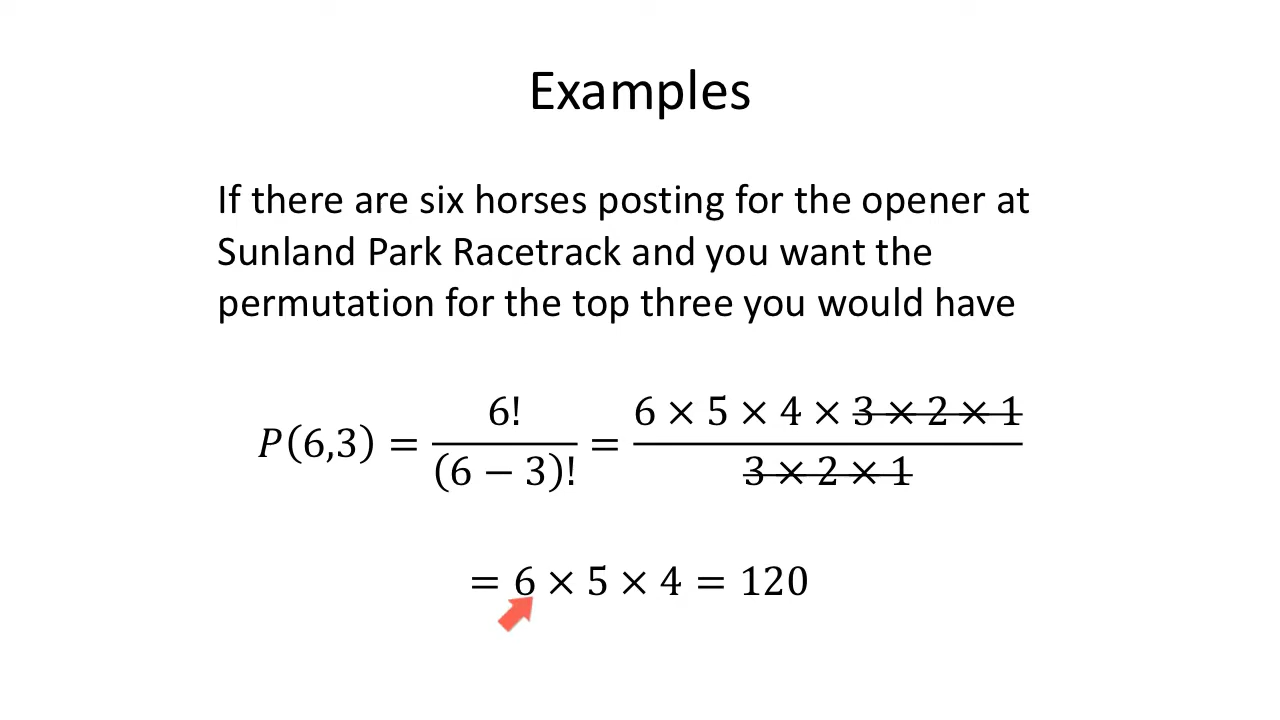 Examples
If there are six horses posting for the opener at
Sunland Park Racetrack and you want the
permutation for the top three you would have
P(6,3) = 6!/(6 − 3)! = 6 × 5 × 4 × 3 × 2 × 1/3 × 2 × 1
= 6 × 5 × 4 = 120